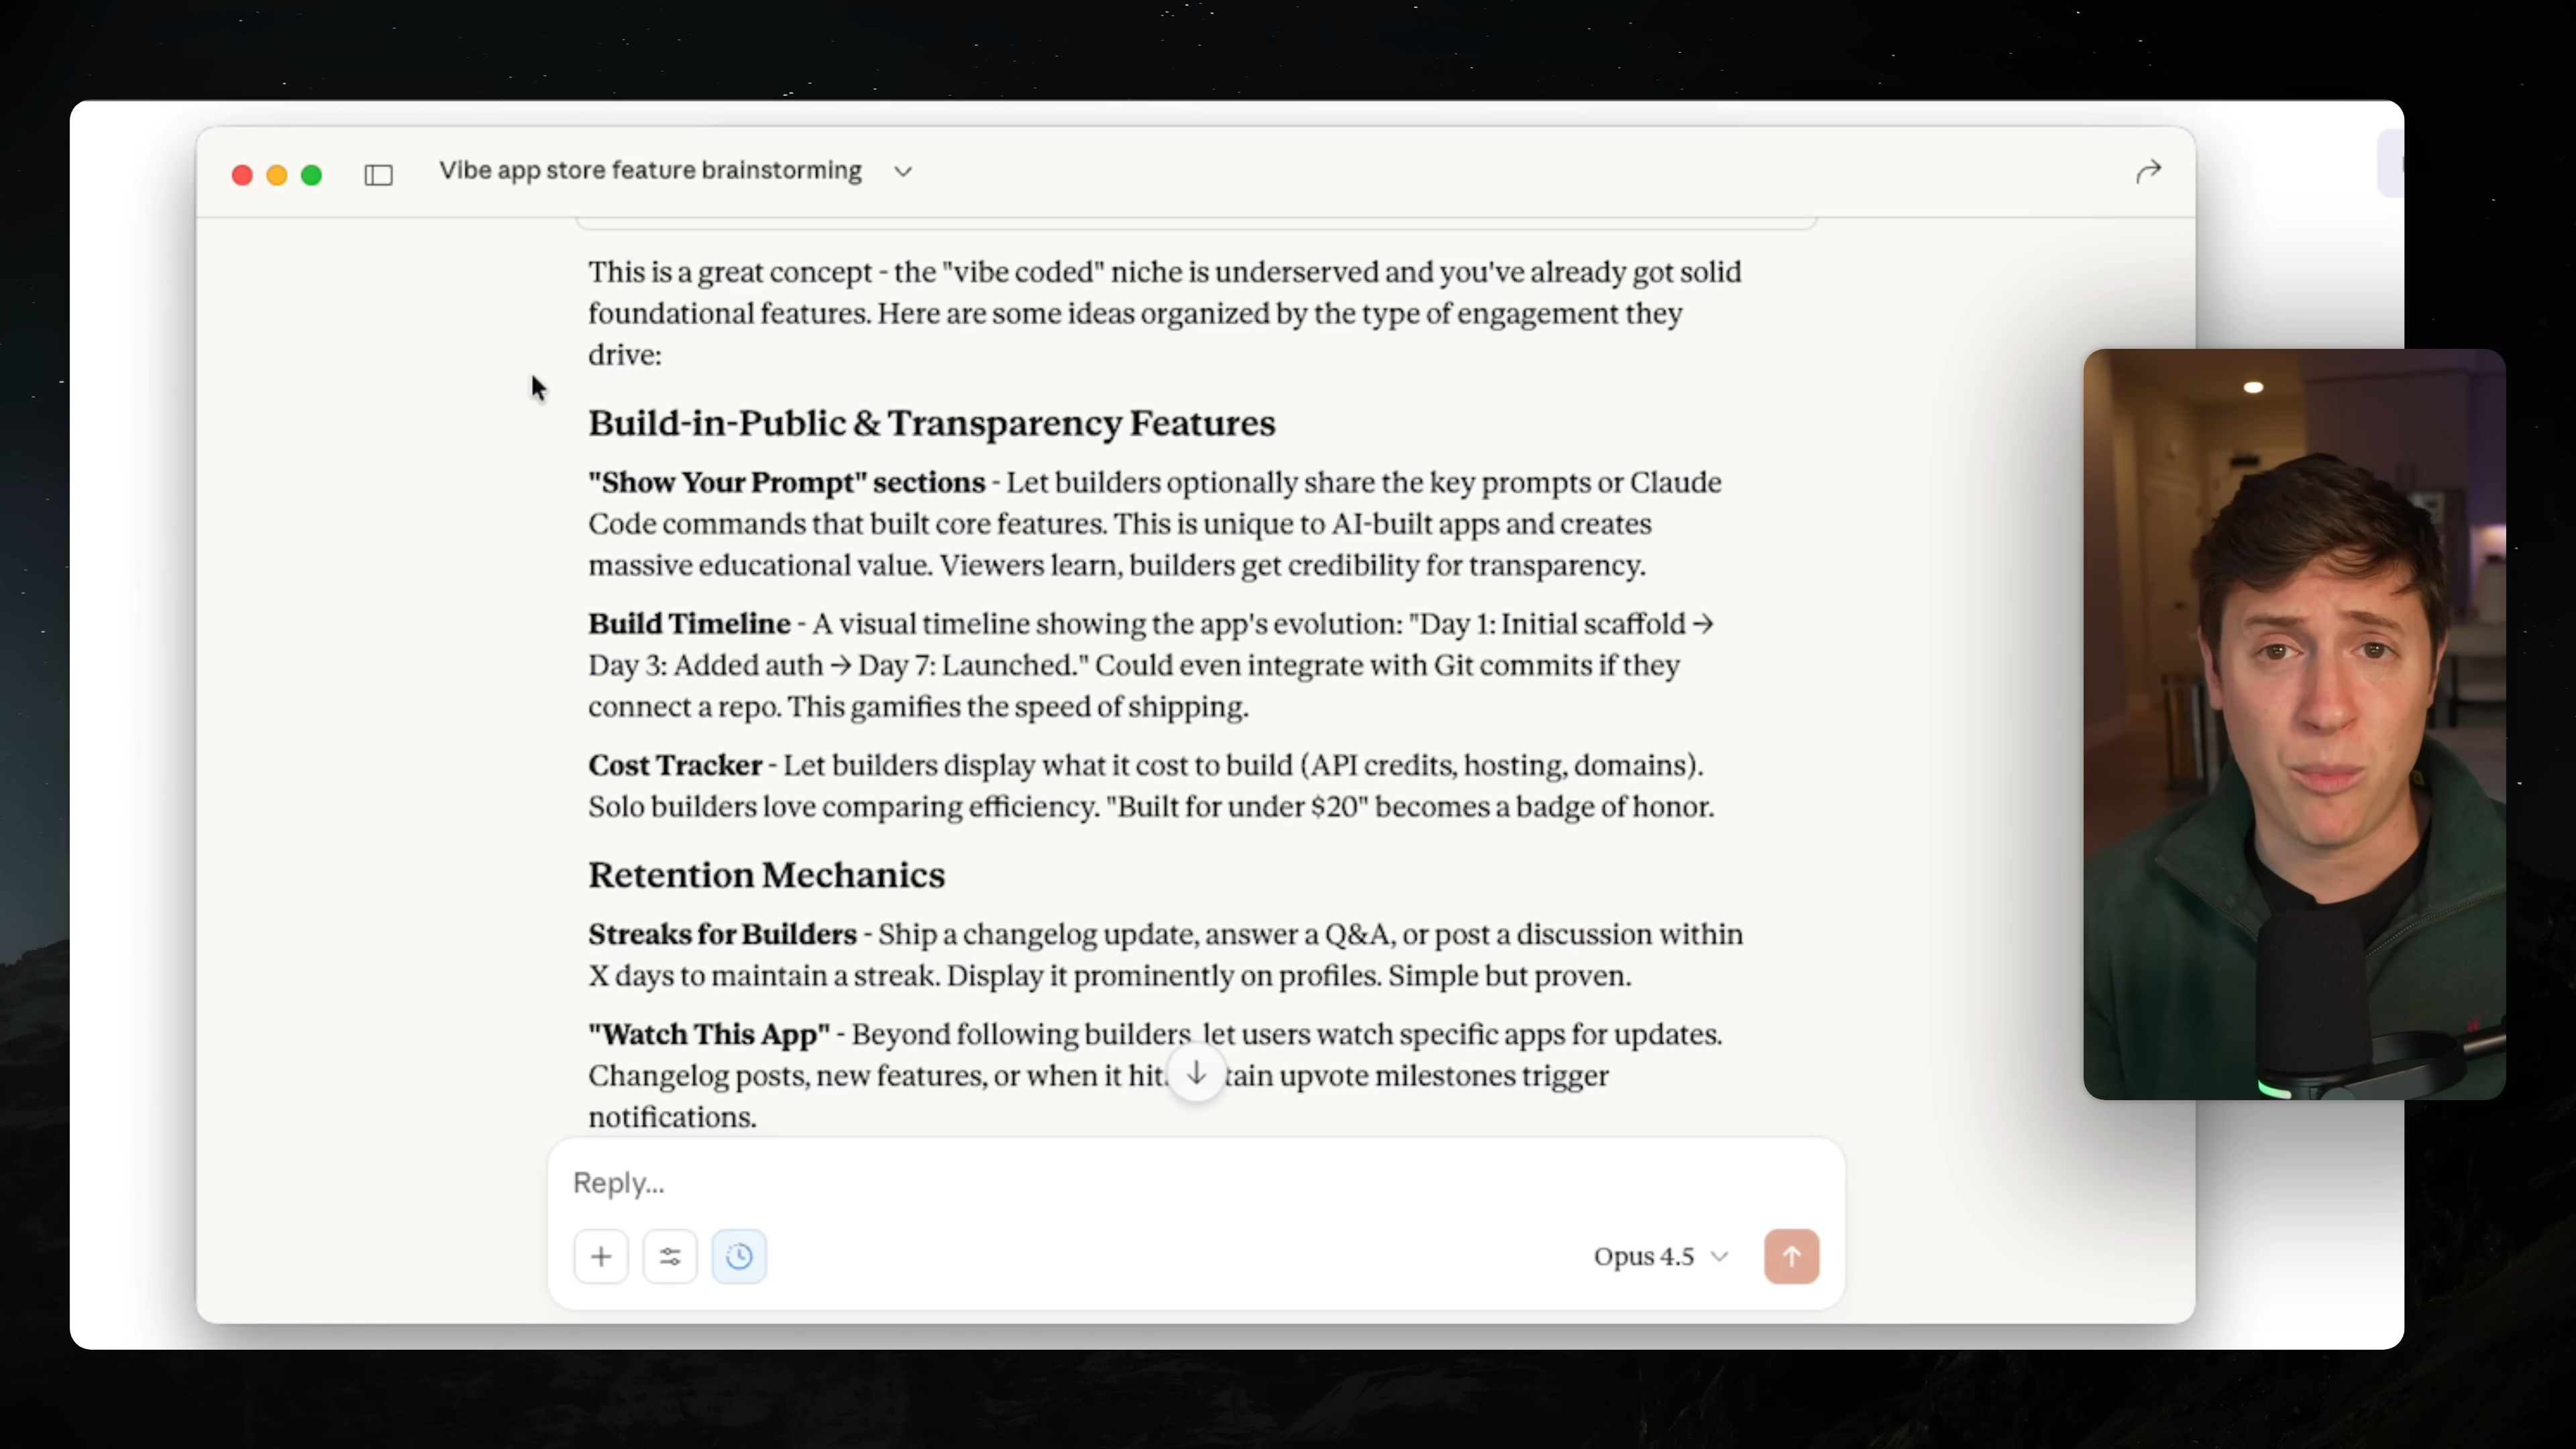 Vibe app store feature brainstorming
This is a great concept - the "vibe coded" niche is underserved and you've already got solid
foundational features. Here are some ideas organized by the type of engagement they
drive:
Build-in-Public & Transparency Features
"Show Your Prompt" sections - Let builders optionally share the key prompts or Claude
Code commands that built core features. This is unique to AI-built apps and creates
massive educational value. Viewers learn, builders get credibility for transparency.
Build Timeline - A visual timeline showing the app's evolution: "Day 1: Initial scaffold →
Day 3: Added auth → Day 7: Launched." Could even integrate with Git commits if they
connect a repo. This gamifies the speed of shipping.
Cost Tracker - Let builders display what it cost to build (API credits, hosting, domains).
Solo builders love comparing efficiency. "Built for under $20" becomes a badge of honor.
Retention Mechanics
Streaks for Builders - Ship a changelog update, answer a Q&A, or post a discussion within
X days to maintain a streak. Display it prominently on profiles. Simple but proven.
"Watch This App" - Beyond following builders, let users watch specific apps for updates.
Changelog posts, new features, or when it upvote milestones trigger
notifications.
Reply...
Opus 4.5